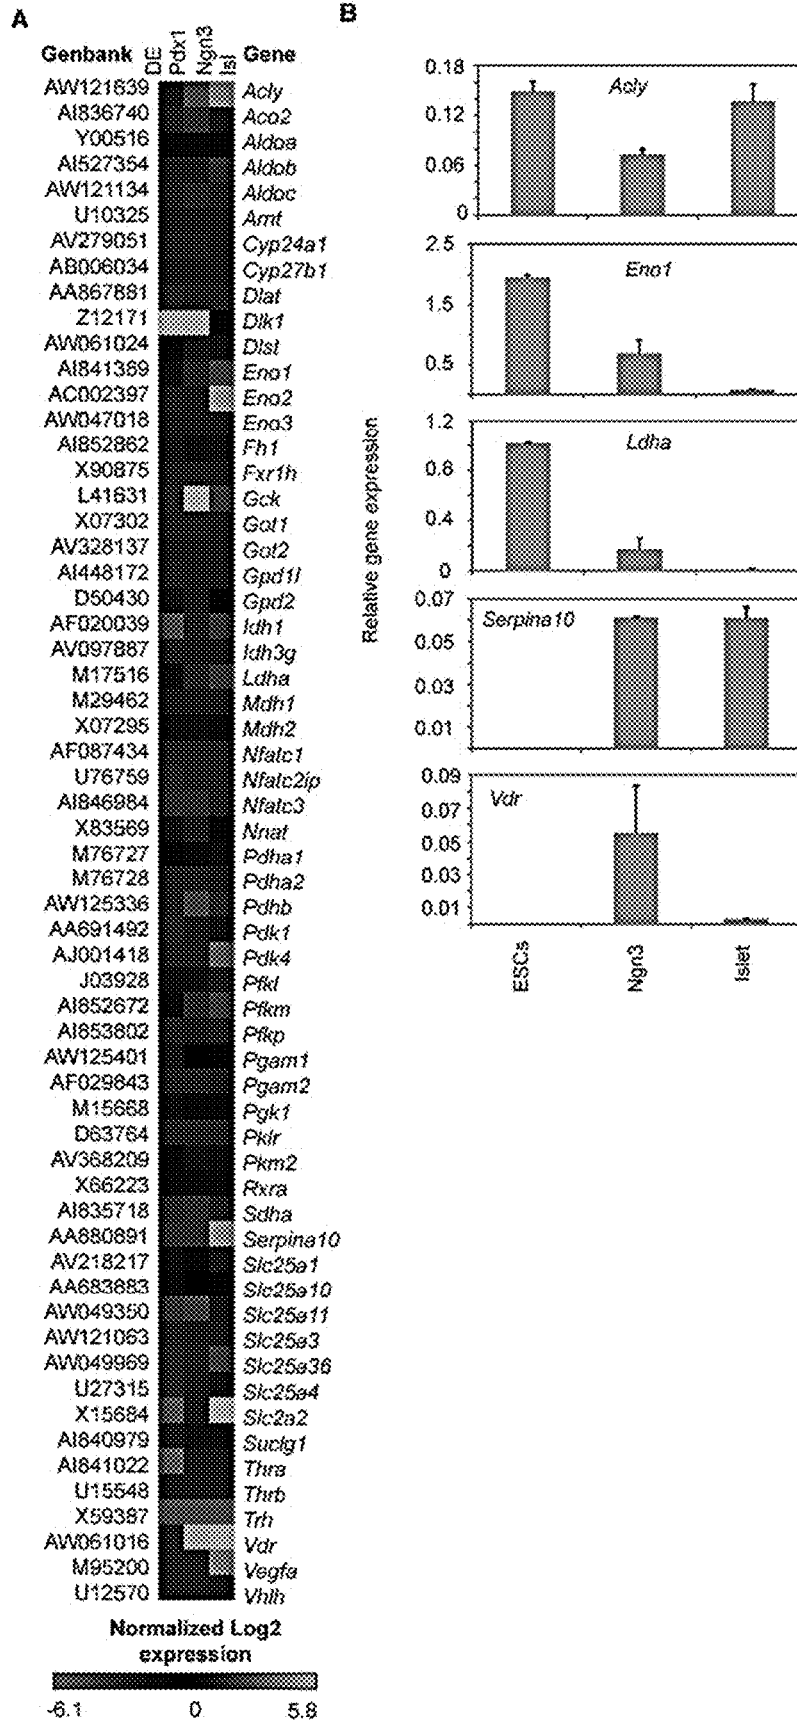 A
Genbank DE Pdx1 Ngn3 Isl Gene
AW121639 Acly
AI836740 Aco2
Y00516 Aldoa
AI527354 Aldob
AW121134 Aldoc
U10325 Arnt
AV279051 Cyp24a1
AB006034 Cyp27b1
AA867881 Dlat
Z12171 Dlk1
AW061024 Dlst
AI841389 Eno1
AC002397 Eno2
AW047018 Eno3
AI852862 Fh1
X90875 Fxr1h
L41631 Gck
X07302 Got1
AV328137 Got2
AI448172 Gpd1l
D50430 Gpd2
AF020039 Idh1
AV097887 Idh3g
M17516 Ldha
M29462 Mdh1
X07295 Mdh2
AF087434 Nfatc1
U76759 Nfatc2ip
AI846984 Nfatc3
X83569 Nnat
M76727 Pdha1
M76728 Pdha2
AW125336 Pdhb
AA691492 Pdk1
AJ001418 Pdk4
J03928 Pfkl
AI852672 Pfkm
AI853802 Pfkp
AW125401 Pgam1
AF029843 Pgam2
M15668 Pgk1
D63764 Pklr
AV368209 Pkm2
X66223 Rxra
AI835718 Sdha
AA880891 Serpina10
AV218217 Slc25a1
AA683883 Slc25a10
AW049350 Slc25a11
AW121063 Slc25a3
AW049969 Slc25a36
U27315 Slc25a4
X15684 Slc2a2
AI840979 Suclg1
AI841022 Thra
U15548 Thrb
X59387 Trh
AW061016 Vdr
M95200 Vegfa
U12570 Vhlh
Normalized Log2
expression
-6.1 0 5.8
B
Relative gene expression
0.18
Acly
0.12
0.06
0
2.5
Eno1
1.5
0.5
1.2
Ldha
0.8
0.4
0
0.07
Serpina10
0.05
0.03
0.01
0.09
Vdr
0.07
0.05
0.03
0.01
ESCs Ngn3 Islet